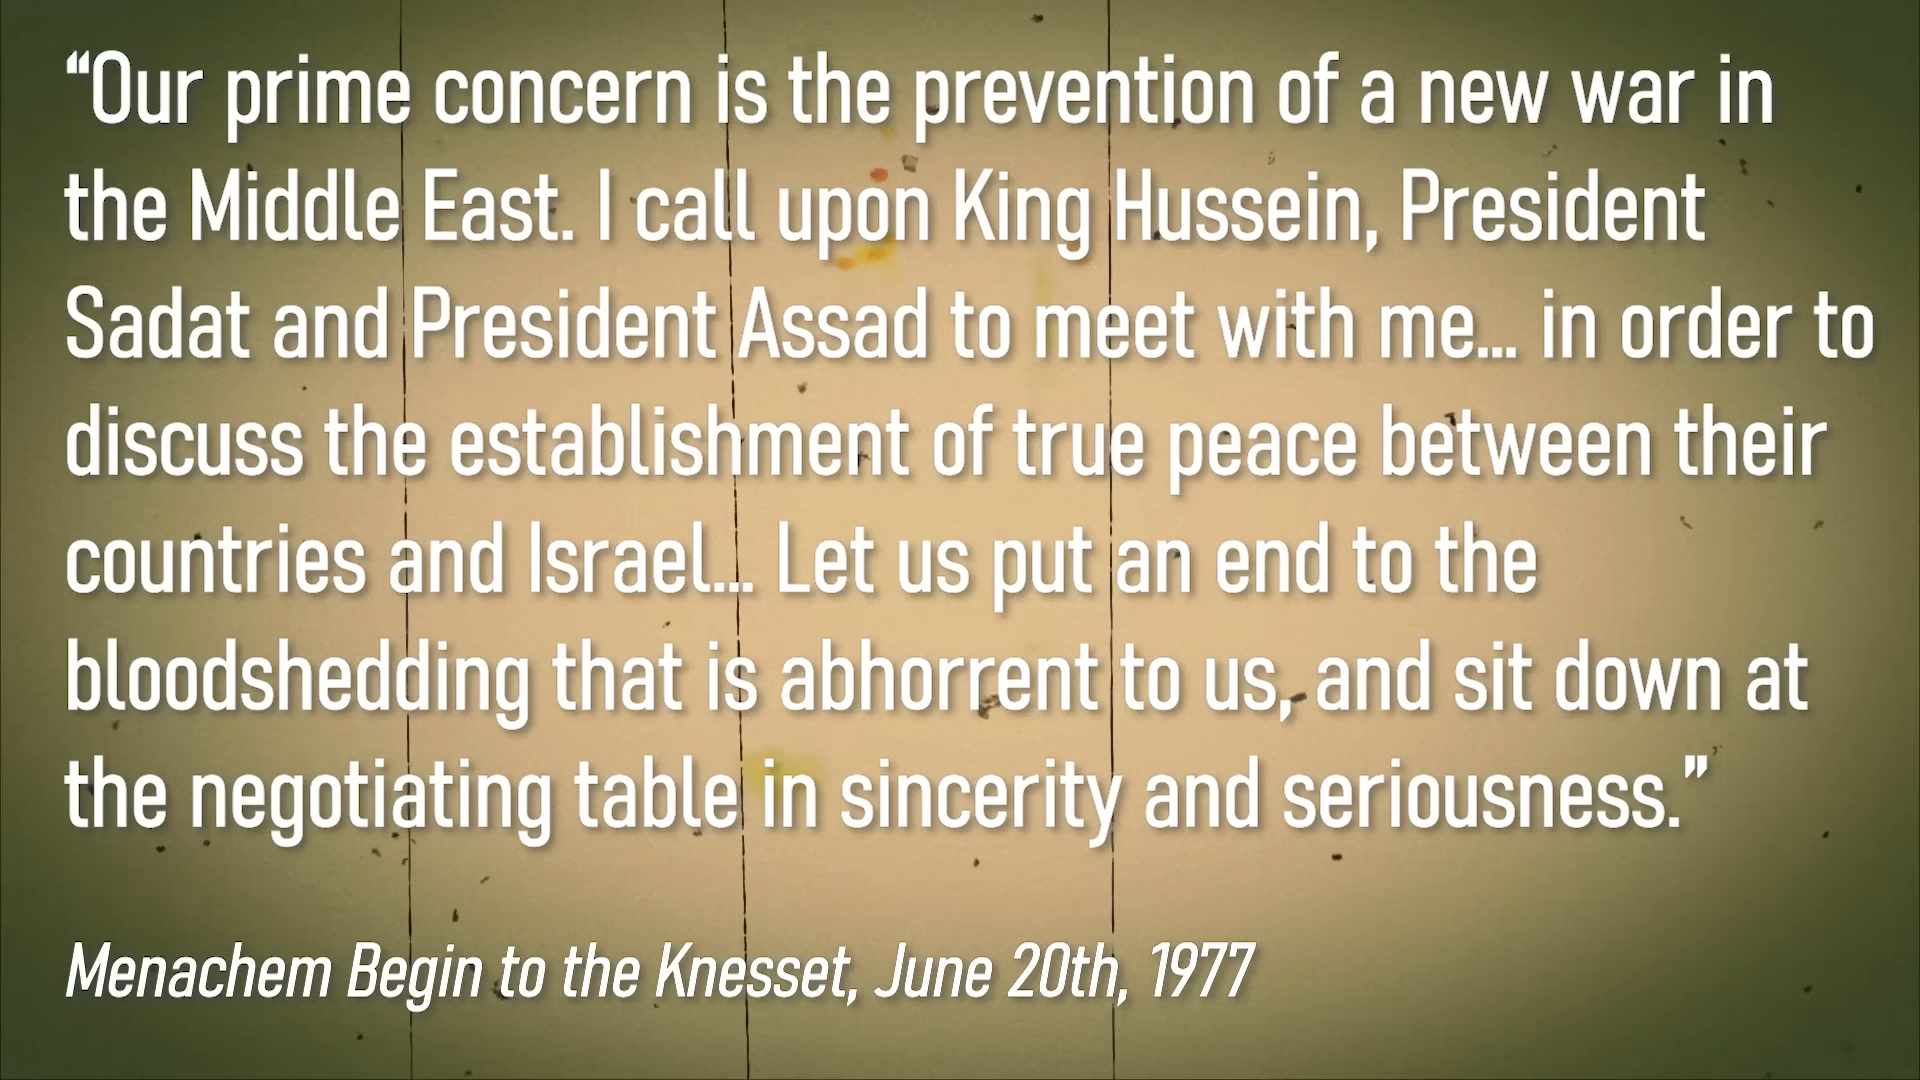 “Our prime concern is the prevention of a new war in
the Middle East. I call upon King Hussein, President
Sadat and President Assad to meet with me... in order to
discuss the establishment of true peace between their
countries and Israel... Let us put an end to the
bloodshedding that is abhorrent to us, and sit down at
the negotiating table in sincerity and seriousness.”
Menachem Begin to the Knesset, June 20th, 1977